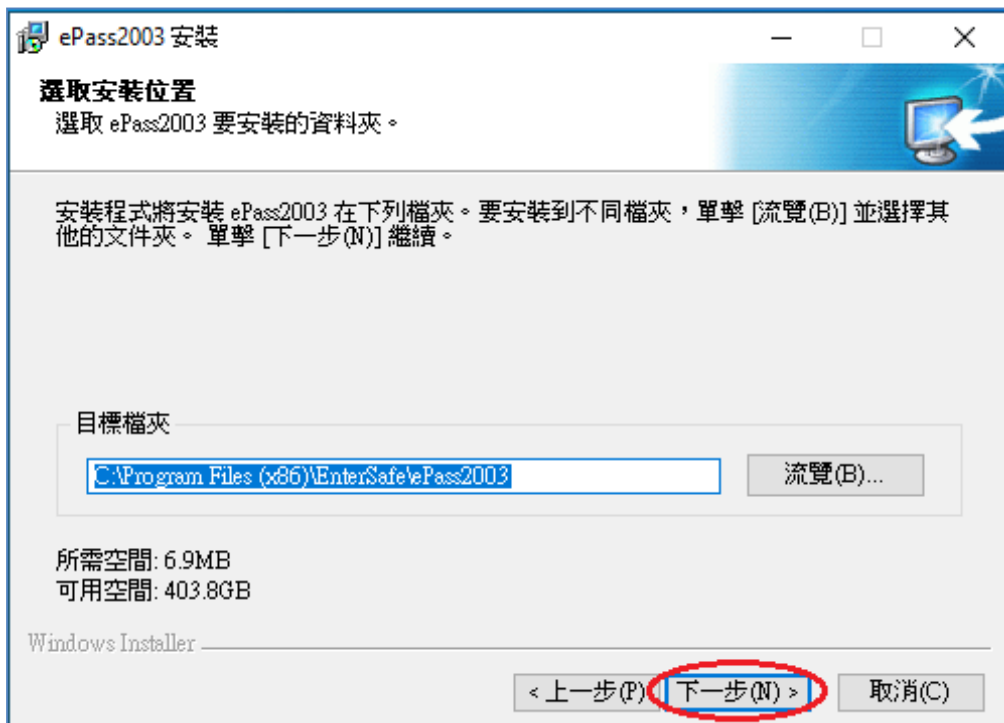 ePass2003 安裝
選取安裝位置
選取 ePass2003 要安裝的資料夾。
安裝程式將安裝 ePass2003 在下列檔夾。要安裝到不同檔夾，單擊 [流覽(B)] 並選擇其
他的文件夾。 單擊 [下一步(N)] 繼續。
目標檔夾
C:\Program Files (x86)\EnterSafe\ePass2003
流覽(B)...
所需空間: 6.9MB
可用空間: 403.8GB
Windows Installer
< 上一步(P) 下一步(N) > 取消(C)